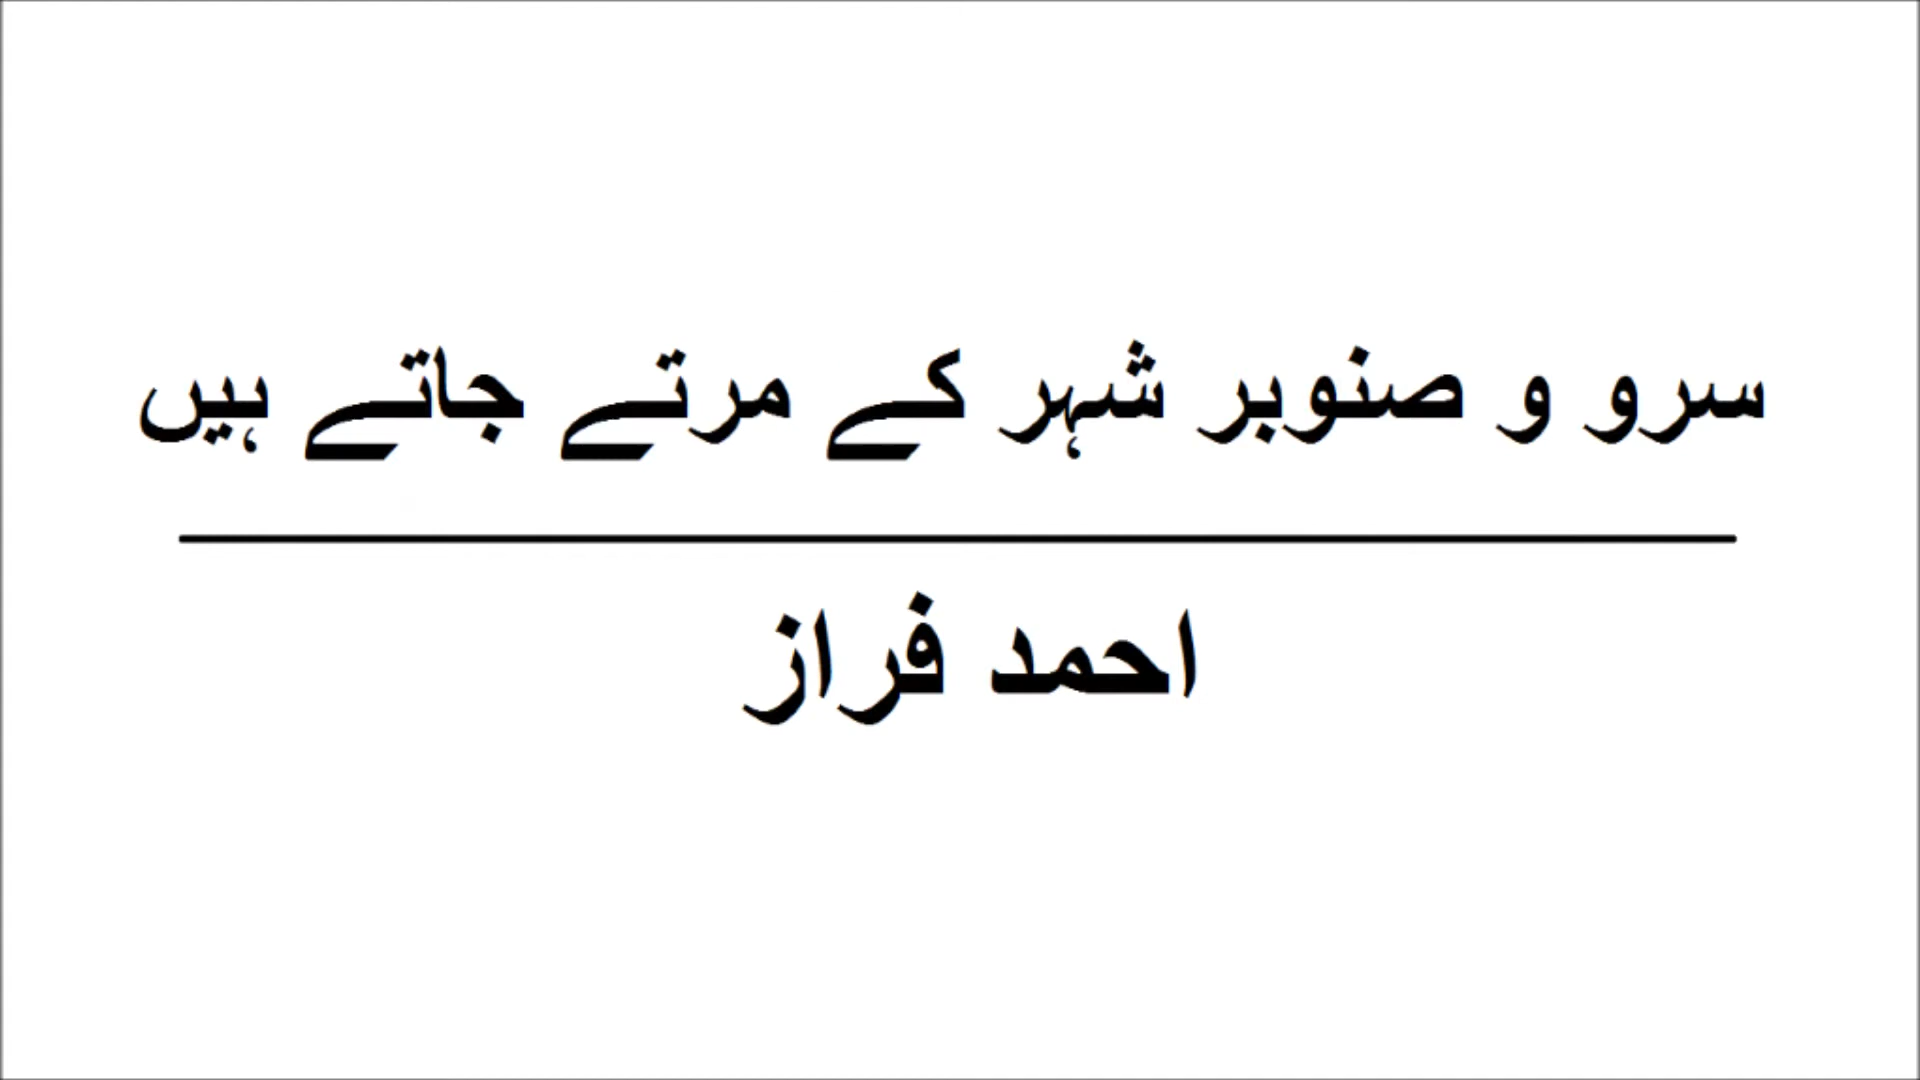 سرو و صنوبر شہر کے مرتے جاتے ہیں
احمد فراز